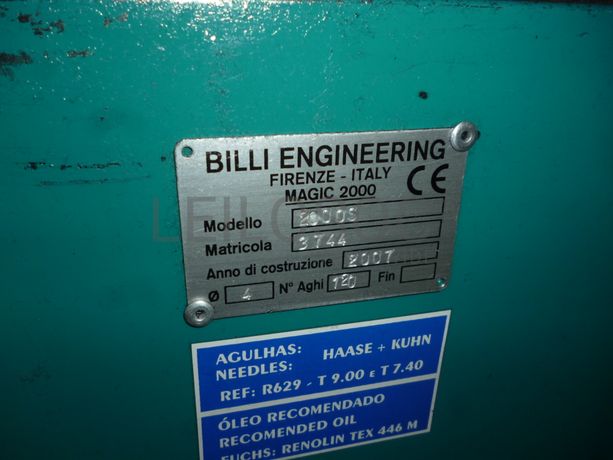 BILLI ENGINEERING
FIRENZE - ITALY
MAGIC 2000
CE
Modello
Matricola 3744
Anno di costruzione 2007
Ø 4 N° Aghi 120 Fin
AGULHAS: HAASE + KUHN
NEEDLES:
REF: R629 - T 9.00 E T 7.40
ÓLEO RECOMENDADO
RECOMENDED OIL
FUCHS: RENOLIN TEX 446 M